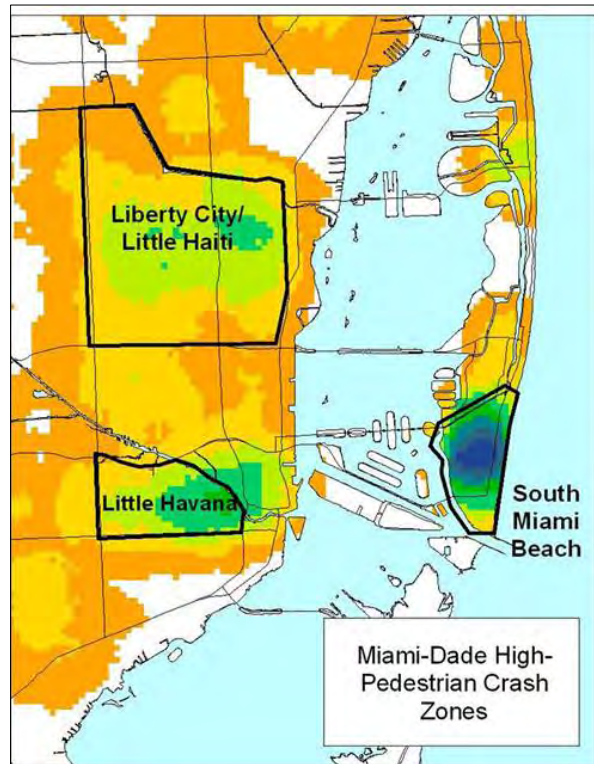 Liberty City/
Little Haiti
Little Havana
South
Miami
Beach
Miami-Dade High-
Pedestrian Crash
Zones